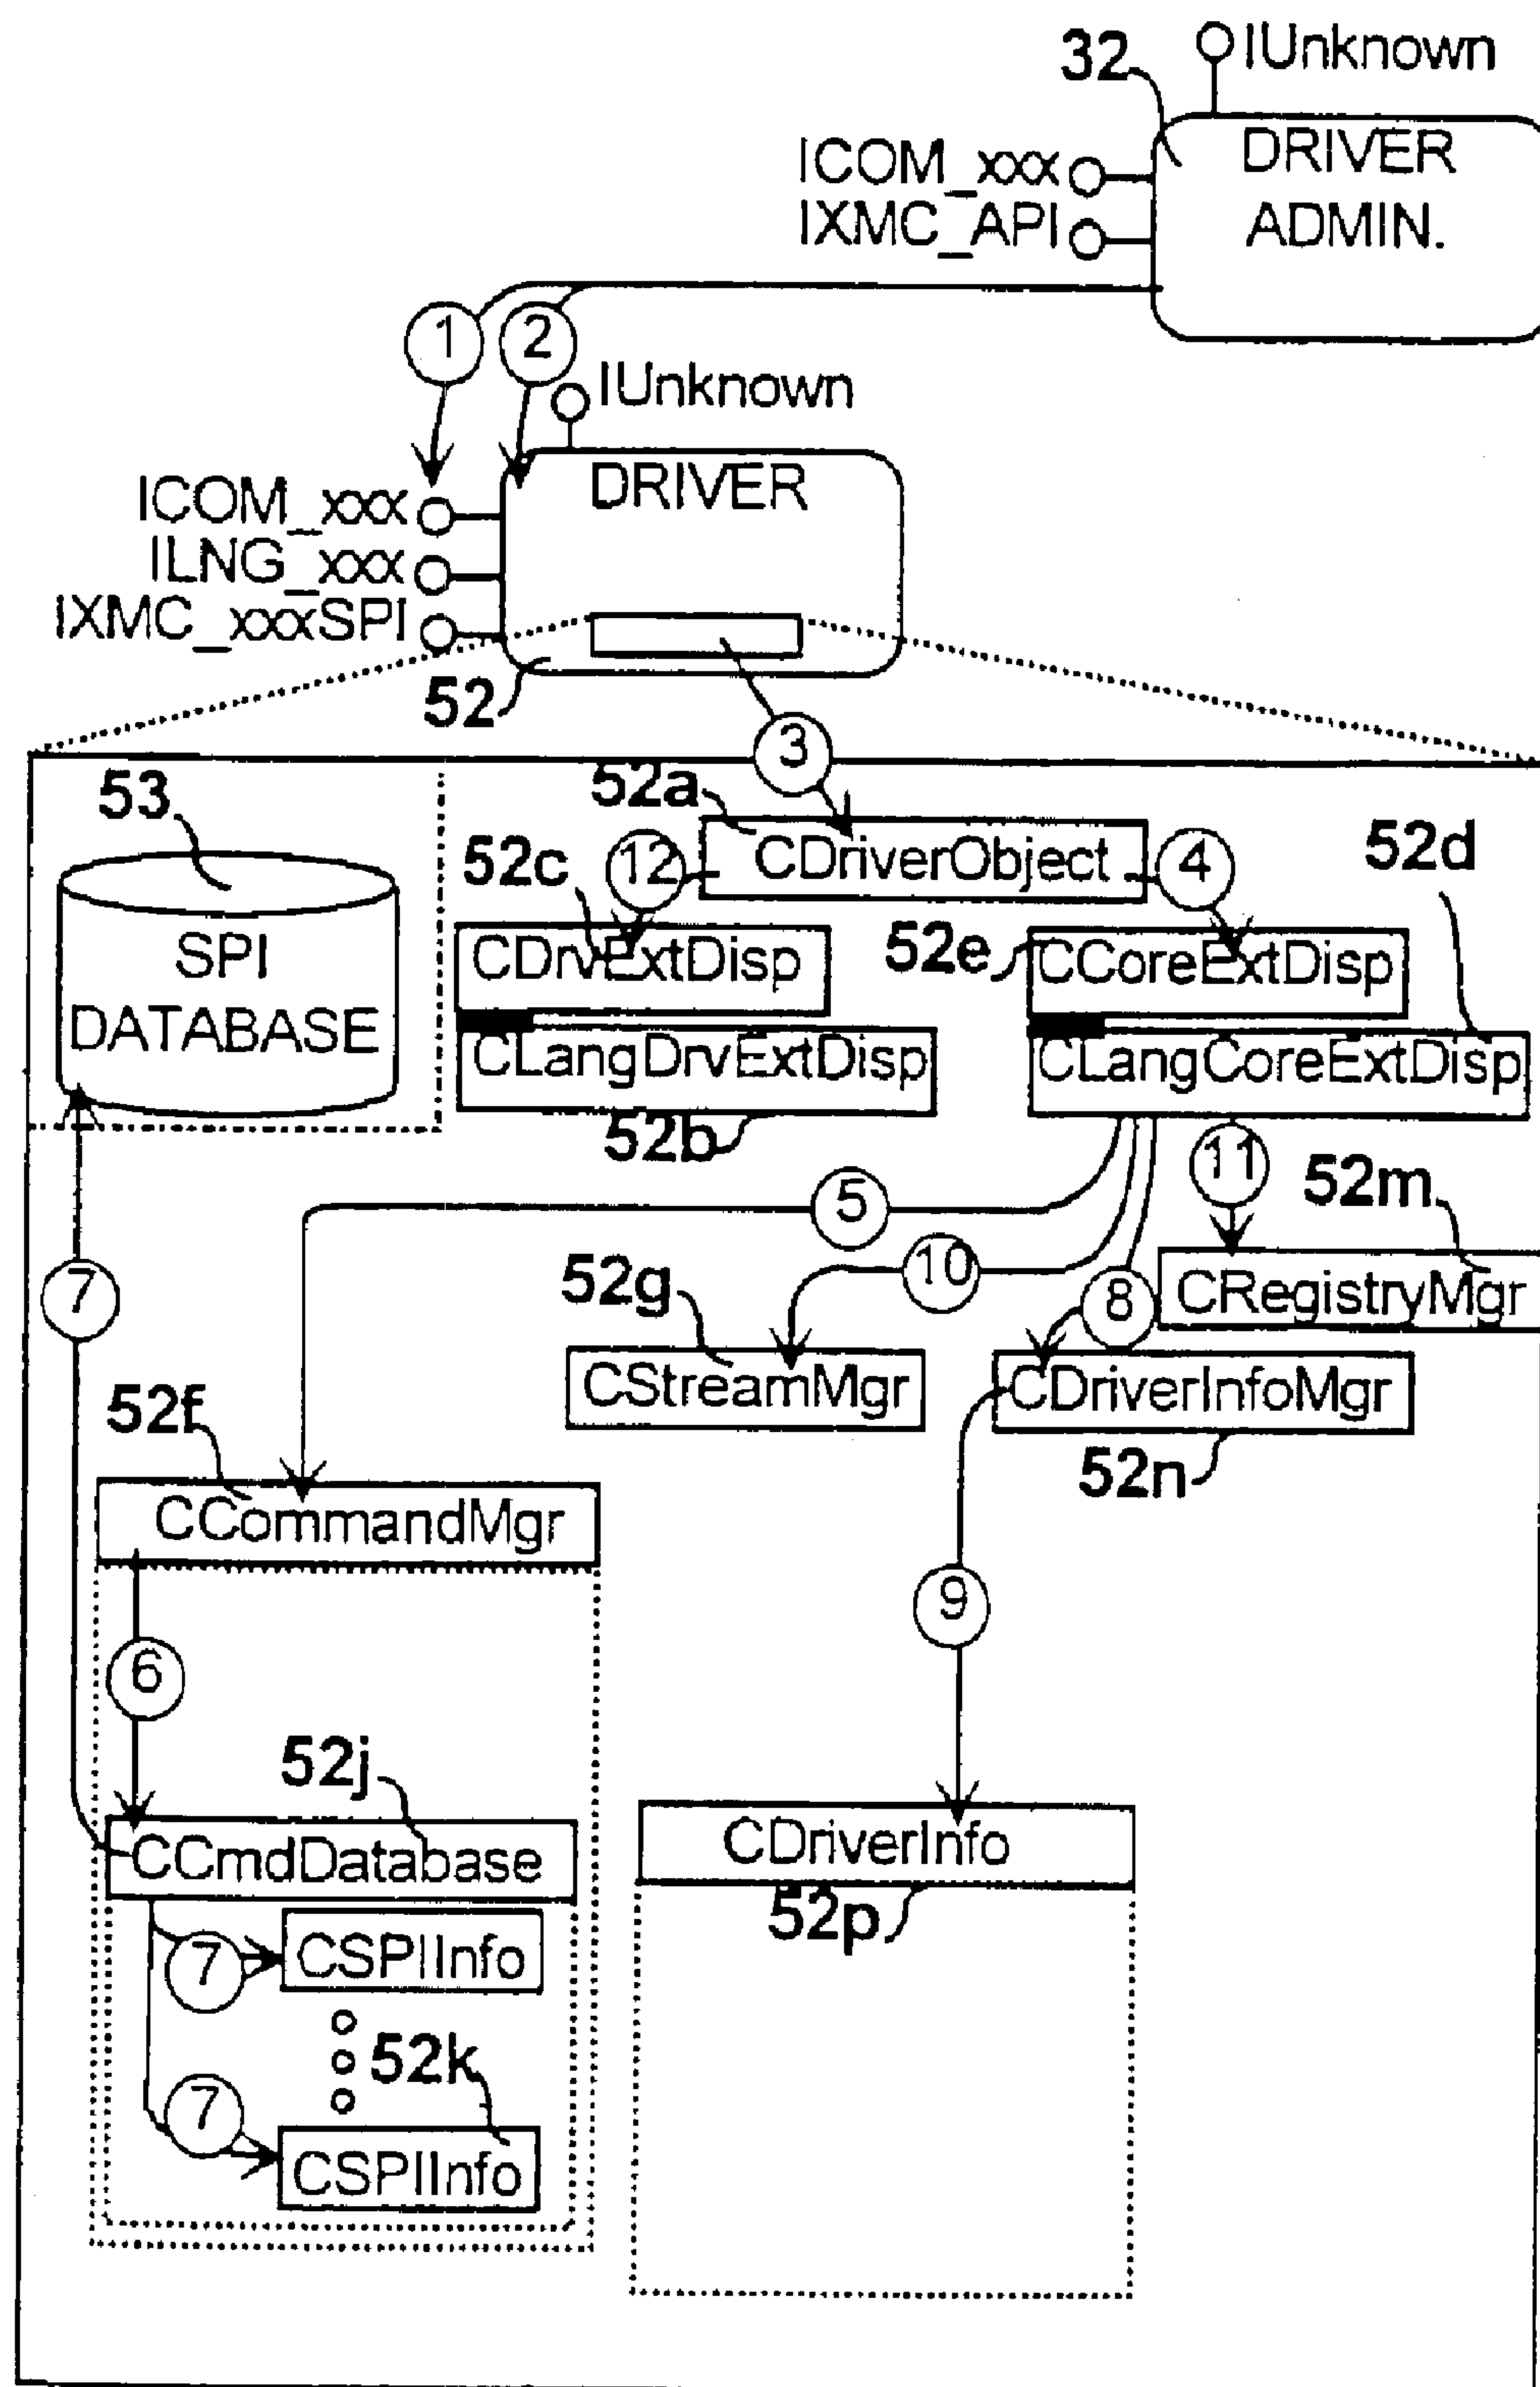 32
IUnknown
DRIVER
ADMIN.
ICOM_xxx
IXMC_API
1
2
IUnknown
DRIVER
ICOM_xxx
ILNG_xxx
IXMC_xxxSPI
52
3
53
52a
CDriverObject
12
4
52c
52d
SPI
DATABASE
CDrvExtDisp
52e
CCoreExtDisp
CLangDrvExtDisp
CLangCoreExtDisp
52b
11
52m
5
10
7
52g
8
CRegistryMgr
CStreamMgr
CDriverInfoMgr
52f
52n
CCommandMgr
9
6
52j
CCmdDatabase
CDriverInfo
52p
7
CSPIInfo
52k
7
CSPIInfo